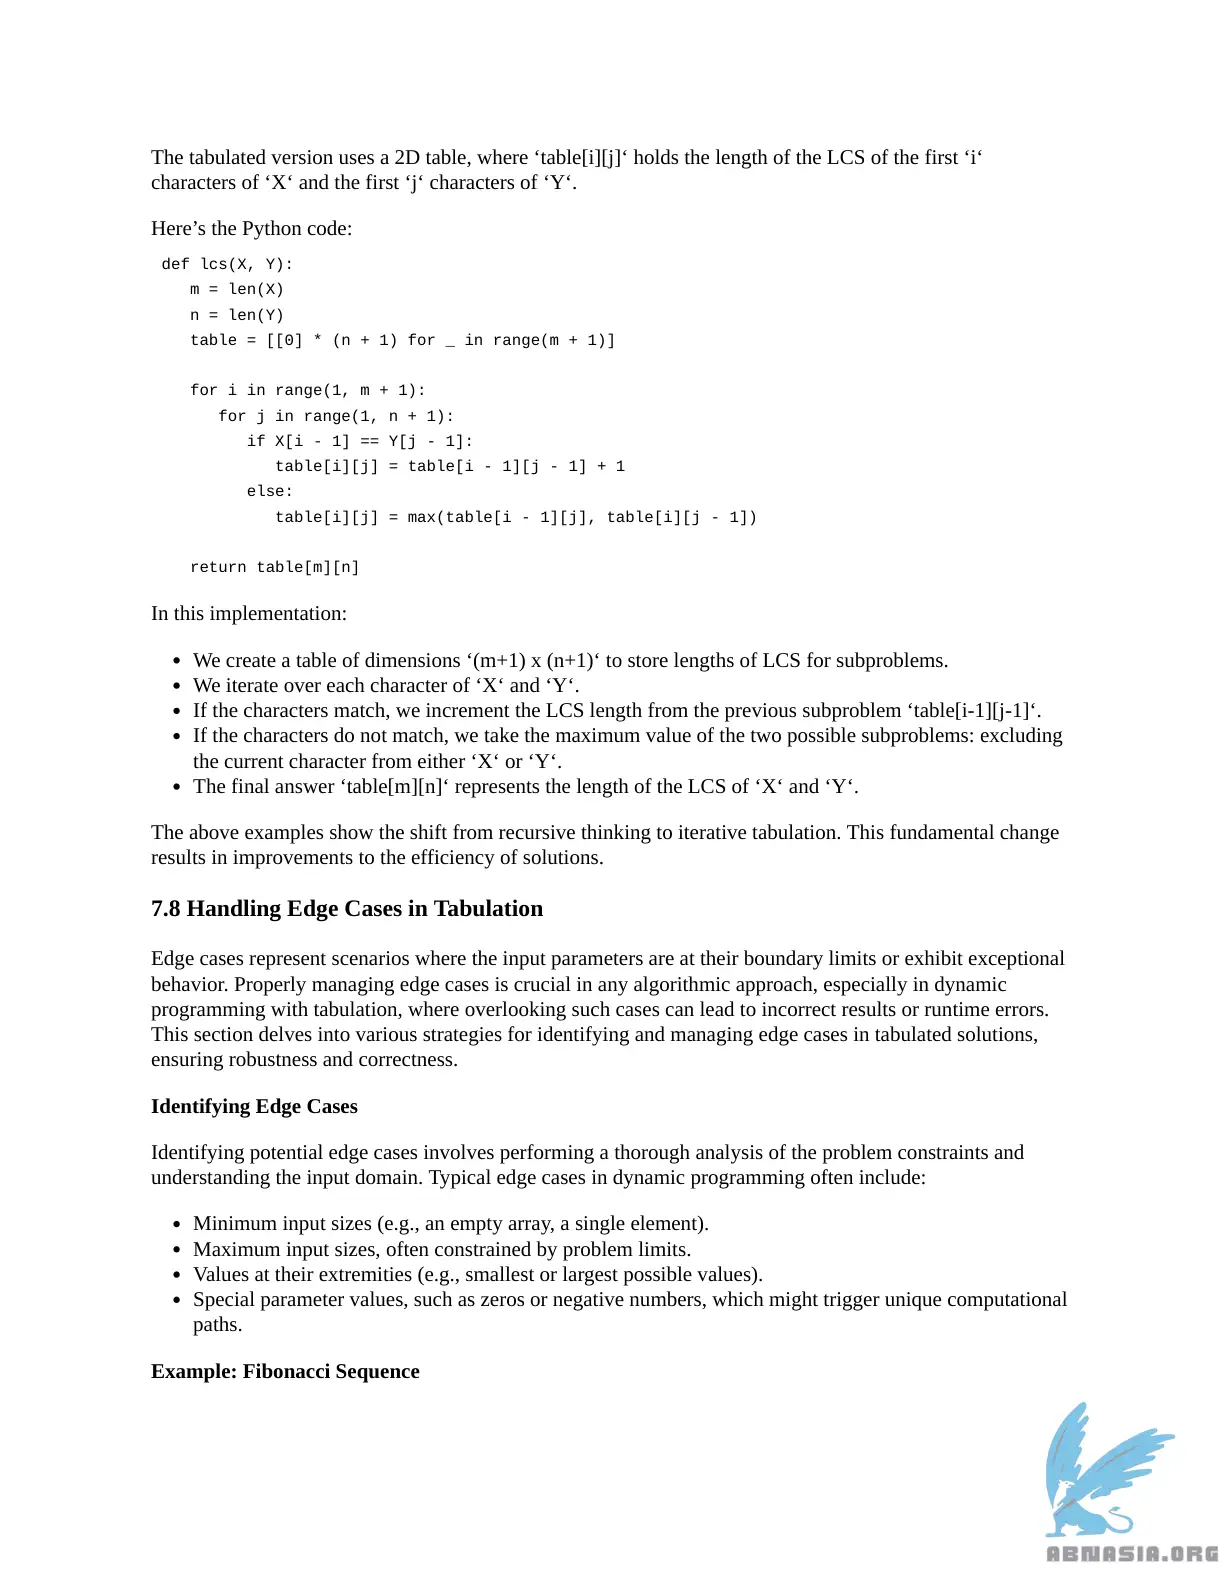 The tabulated version uses a 2D table, where ‘table[i][j]‘ holds the length of the LCS of the first ‘i‘
characters of ‘X‘ and the first ‘j‘ characters of ‘Y‘.
Here’s the Python code:
def lcs(X, Y):
m = len(X)
n = len(Y)
table = [[0] * (n + 1) for _ in range(m + 1)]
for i in range(1, m + 1):
for j in range(1, n + 1):
if X[i - 1] == Y[j - 1]:
table[i][j] = table[i - 1][j - 1] + 1
else:
table[i][j] = max(table[i - 1][j], table[i][j - 1])
return table[m][n]
In this implementation:
• We create a table of dimensions ‘(m+1) x (n+1)‘ to store lengths of LCS for subproblems.
• We iterate over each character of ‘X‘ and ‘Y‘.
• If the characters match, we increment the LCS length from the previous subproblem ‘table[i-1][j-1]‘.
• If the characters do not match, we take the maximum value of the two possible subproblems: excluding
the current character from either ‘X‘ or ‘Y‘.
• The final answer ‘table[m][n]‘ represents the length of the LCS of ‘X‘ and ‘Y‘.
The above examples show the shift from recursive thinking to iterative tabulation. This fundamental change
results in improvements to the efficiency of solutions.
7.8 Handling Edge Cases in Tabulation
Edge cases represent scenarios where the input parameters are at their boundary limits or exhibit exceptional
behavior. Properly managing edge cases is crucial in any algorithmic approach, especially in dynamic
programming with tabulation, where overlooking such cases can lead to incorrect results or runtime errors.
This section delves into various strategies for identifying and managing edge cases in tabulated solutions,
ensuring robustness and correctness.
Identifying Edge Cases
Identifying potential edge cases involves performing a thorough analysis of the problem constraints and
understanding the input domain. Typical edge cases in dynamic programming often include:
• Minimum input sizes (e.g., an empty array, a single element).
• Maximum input sizes, often constrained by problem limits.
• Values at their extremities (e.g., smallest or largest possible values).
• Special parameter values, such as zeros or negative numbers, which might trigger unique computational
paths.
Example: Fibonacci Sequence
ABNASIA.ORG